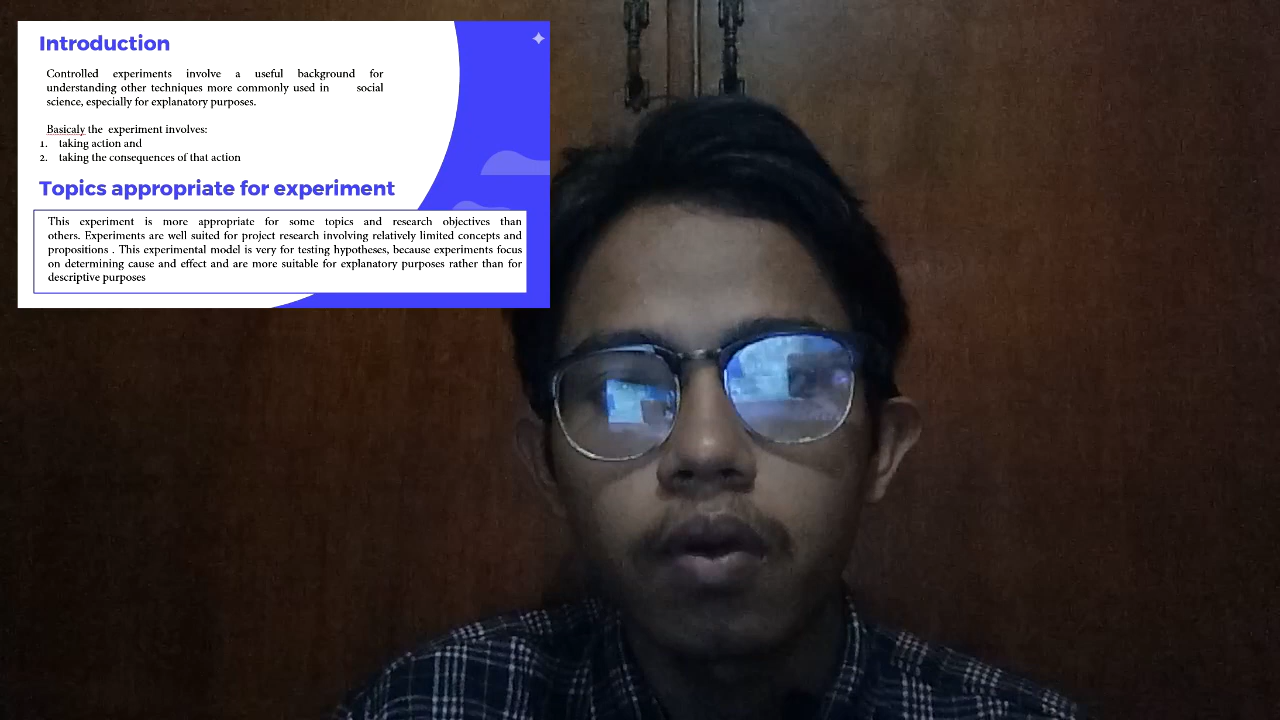 Introduction
Controlled experiments involve a useful background for
understanding other techniques more commonly used in social
science, especially for explanatory purposes.
Basicaly the experiment involves:
1. taking action and
2. taking the consequences of that action
Topics appropriate for experiment
This experiment is more appropriate for some topics and research objectives than
others. Experiments are well suited for project research involving relatively limited concepts and
propositions . This experimental model is very for testing hypotheses, because experiments focus
on determining cause and effect and are more suitable for explanatory purposes rather than for
descriptive purposes